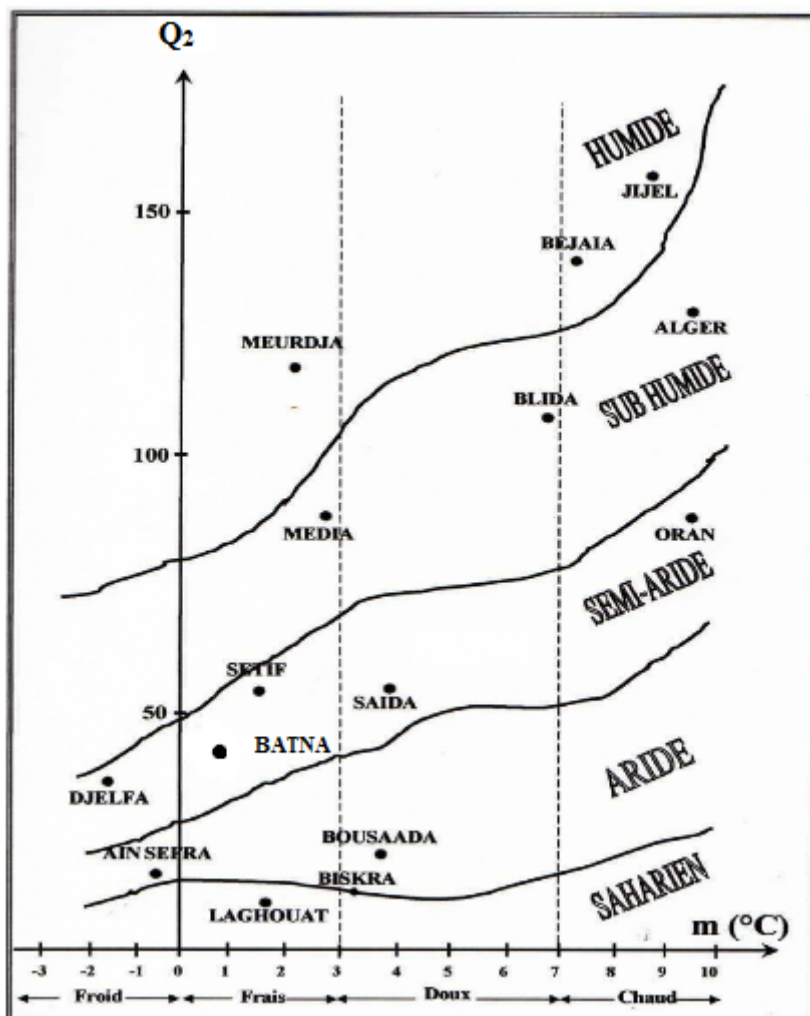 Q2
HUMIDE
JIJEL
150
BEJAIA
MEURDJA
ALGER
SUB HUMIDE
BLIDA
100
MEDIA
ORAN
SEMI-ARIDE
SETIF
SAIDA
50
BATNA
ARIDE
DJELFA
BOUSAADA
AIN SEFRA
BISKRA
SAHARIEN
LAGHOUAT
m (°C)
-3 -2 -1 0 1 2 3 4 5 6 7 8 9 10
Froid Frais Doux Chaud